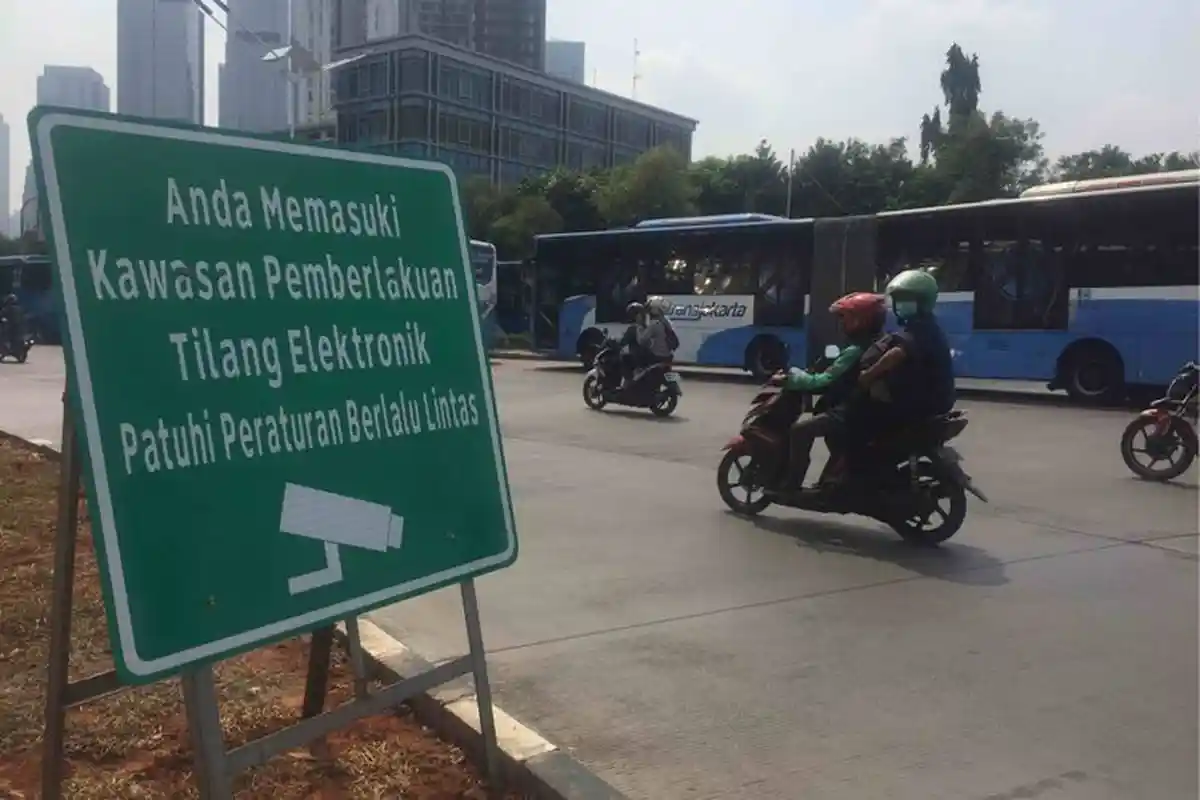 Anda Memasuki
Kawasan Pemberlakuan
Tilang Elektronik
Patuhi Peraturan Berlalu Lintas
transjakarta